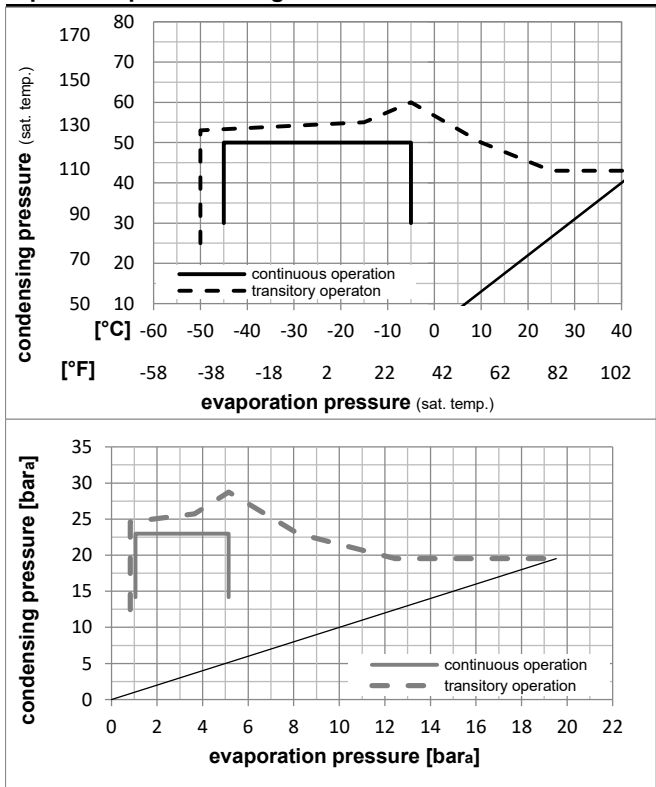 170 80
150 70
130 60
110 50
90 40
70 30
20
50 10
condensing pressure (sat. temp.)
continuous operation
transitory operaton
[°C] -60 -50 -40 -30 -20 -10 0 10 20 30 40
[°F] -58 -38 -18 2 22 42 62 82 102
evaporation pressure (sat. temp.)
35
30
25
20
15
10
5
0
condensing pressure [bara]
continuous operation
transitory operation
0 2 4 6 8 10 12 14 16 18 20 22
evaporation pressure [bara]